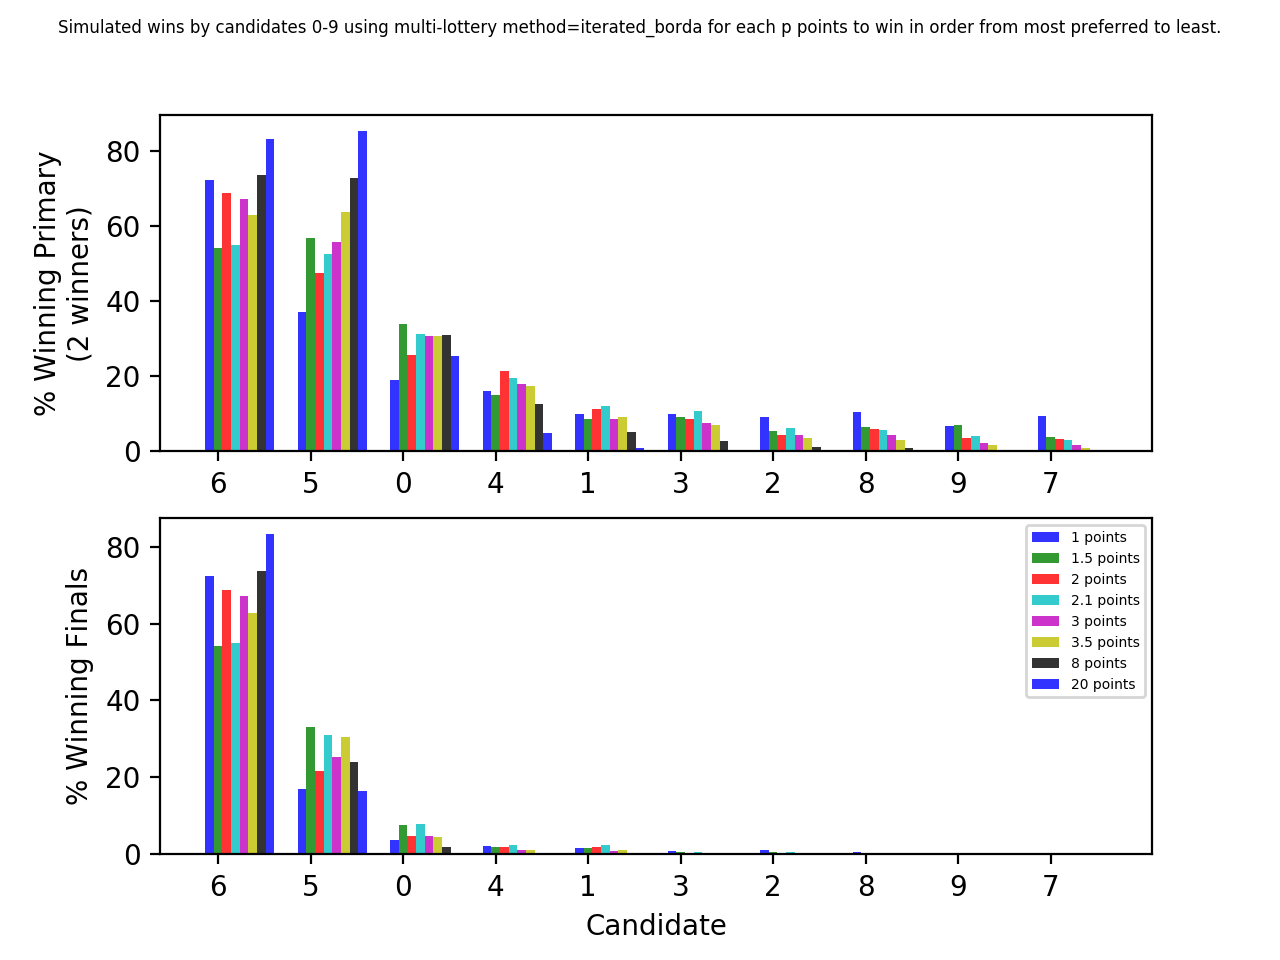 Simulated wins by candidates 0-9 using multi-lottery method=iterated_borda for each p points to win in order from most preferred to least.
% Winning Primary
(2 winners)
80
60
40
20
0
6 5 0 4 1 3 2 8 9 7
% Winning Finals
80
60
40
20
0
1 points
1.5 points
2 points
2.1 points
3 points
3.5 points
8 points
20 points
6 5 0 4 1 3 2 8 9 7
Candidate